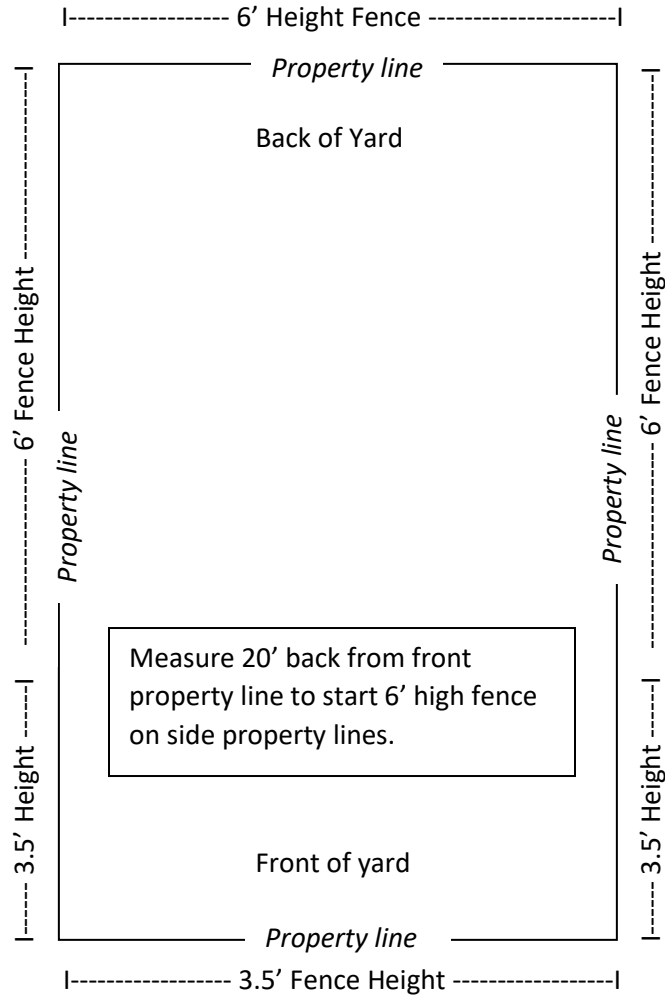 6’ Height Fence
Property line
Back of Yard
6’ Fence Height
6’ Fence Height
Property line
Property line
Measure 20’ back from front
property line to start 6’ high fence
on side property lines.
3.5’ Height
3.5’ Height
Front of yard
Property line
3.5’ Fence Height